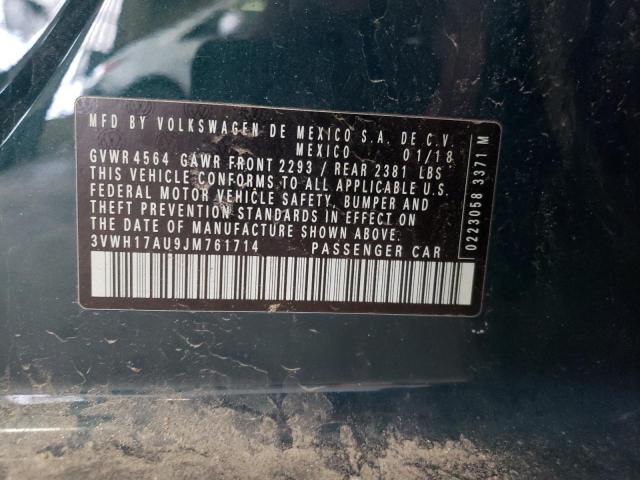 MFD BY VOLKSWAGEN DE MEXICO S.A. DE C.V.
MEXICO 01/18
GVWR 4564 GAWR FRONT 2293 / REAR 2381 LBS
THIS VEHICLE CONFORMS TO ALL APPLICABLE U.S.
FEDERAL MOTOR VEHICLE SAFETY, BUMPER AND
THEFT PREVENTION STANDARDS IN EFFECT ON
THE DATE OF MANUFACTURE SHOWN ABOVE.
3VWH17AU9JM761714 PASSENGER CAR
0223058 3371 M